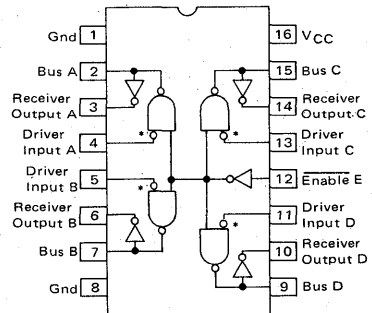 Gnd 1
16 VCC
Bus A 2
15 Bus C
Receiver
Output A 3
14 Receiver
Output C
Driver
Input A 4
*
*
13 Driver
Input C
Driver
Input B 5
*
12 Enable E
Receiver
Output B 6
11 Driver
Input D
*
Bus B 7
10 Receiver
Output D
Gnd 8
9 Bus D